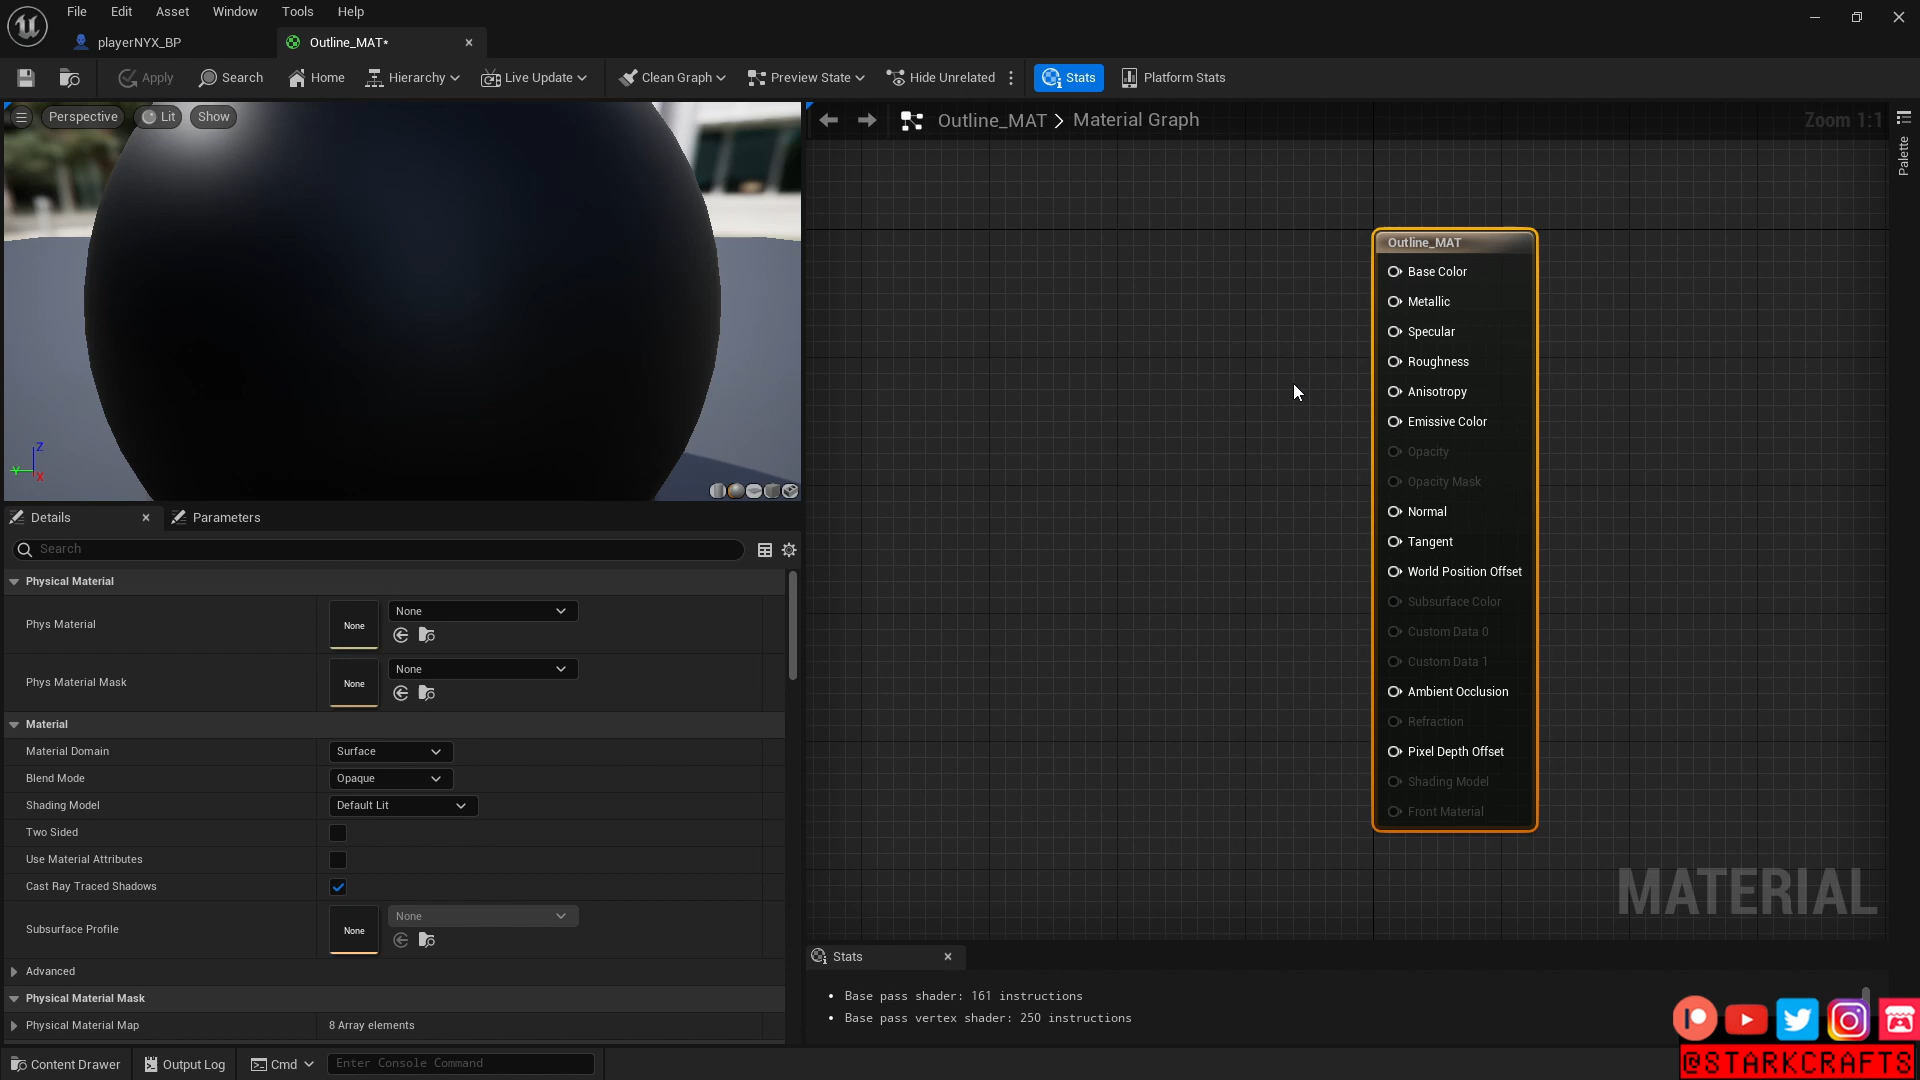 File Edit Asset Window Tools Help
playerNYX_BP
Outline_MAT*
Apply Search Home Hierarchy Live Update Clean Graph Preview State Hide Unrelated Stats Platform Stats
Perspective Lit Show
Outline_MAT > Material Graph
Zoom 1:1
Palette
Outline_MAT
Base Color
Metallic
Specular
Roughness
Anisotropy
Emissive Color
Opacity
Opacity Mask
Normal
Tangent
World Position Offset
Subsurface Color
Custom Data 0
Custom Data 1
Ambient Occlusion
Refraction
Pixel Depth Offset
Shading Model
Front Material
MATERIAL
Z
Y
X
Details
Parameters
Search
Physical Material
Phys Material None None
Phys Material Mask None None
Material
Material Domain Surface
Blend Mode Opaque
Shading Model Default Lit
Two Sided
Use Material Attributes
Cast Ray Traced Shadows
Subsurface Profile None None
Advanced
Physical Material Mask
Physical Material Map 8 Array elements
Stats
Base pass shader: 161 instructions
Base pass vertex shader: 250 instructions
Content Drawer Output Log Cmd Enter Console Command
@STARKCRAFTS